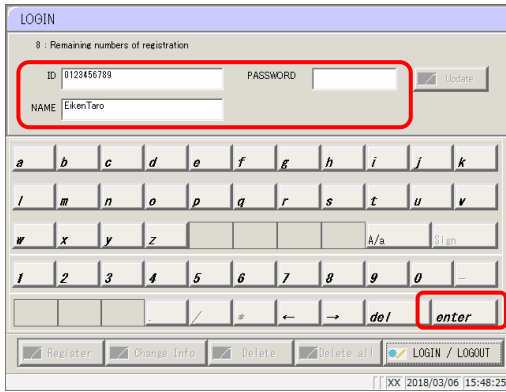 LOGIN
8 : Remaining numbers of registration
ID 0123456789 PASSWORD Update
NAME EikenTaro
a b c d e f g h i j k
l m n o p q r s t u v
w x y z A/a Sign
1 2 3 4 5 6 7 8 9 0 -
. / * ← → del enter
Register Change Info Delete Delete all LOGIN / LOGOUT
XX 2018/03/06 15:48:25